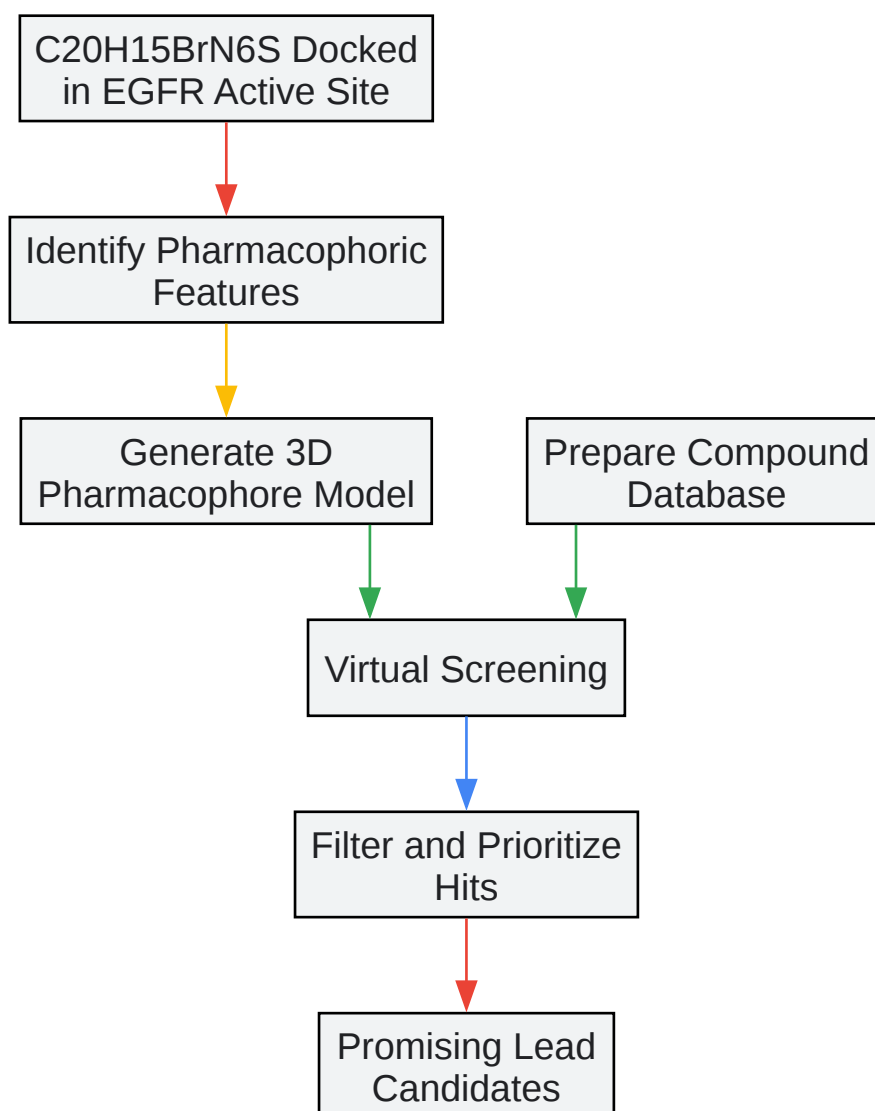 C20H15BrN6S Docked
in EGFR Active Site
Identify Pharmacophoric
Features
Generate 3D
Pharmacophore Model
Prepare Compound
Database
Virtual Screening
Filter and Prioritize
Hits
Promising Lead
Candidates